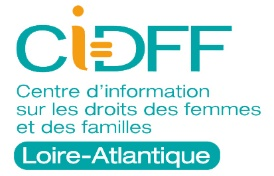 CIDFF
Centre d'information
sur les droits des femmes
et des familles
Loire-Atlantique